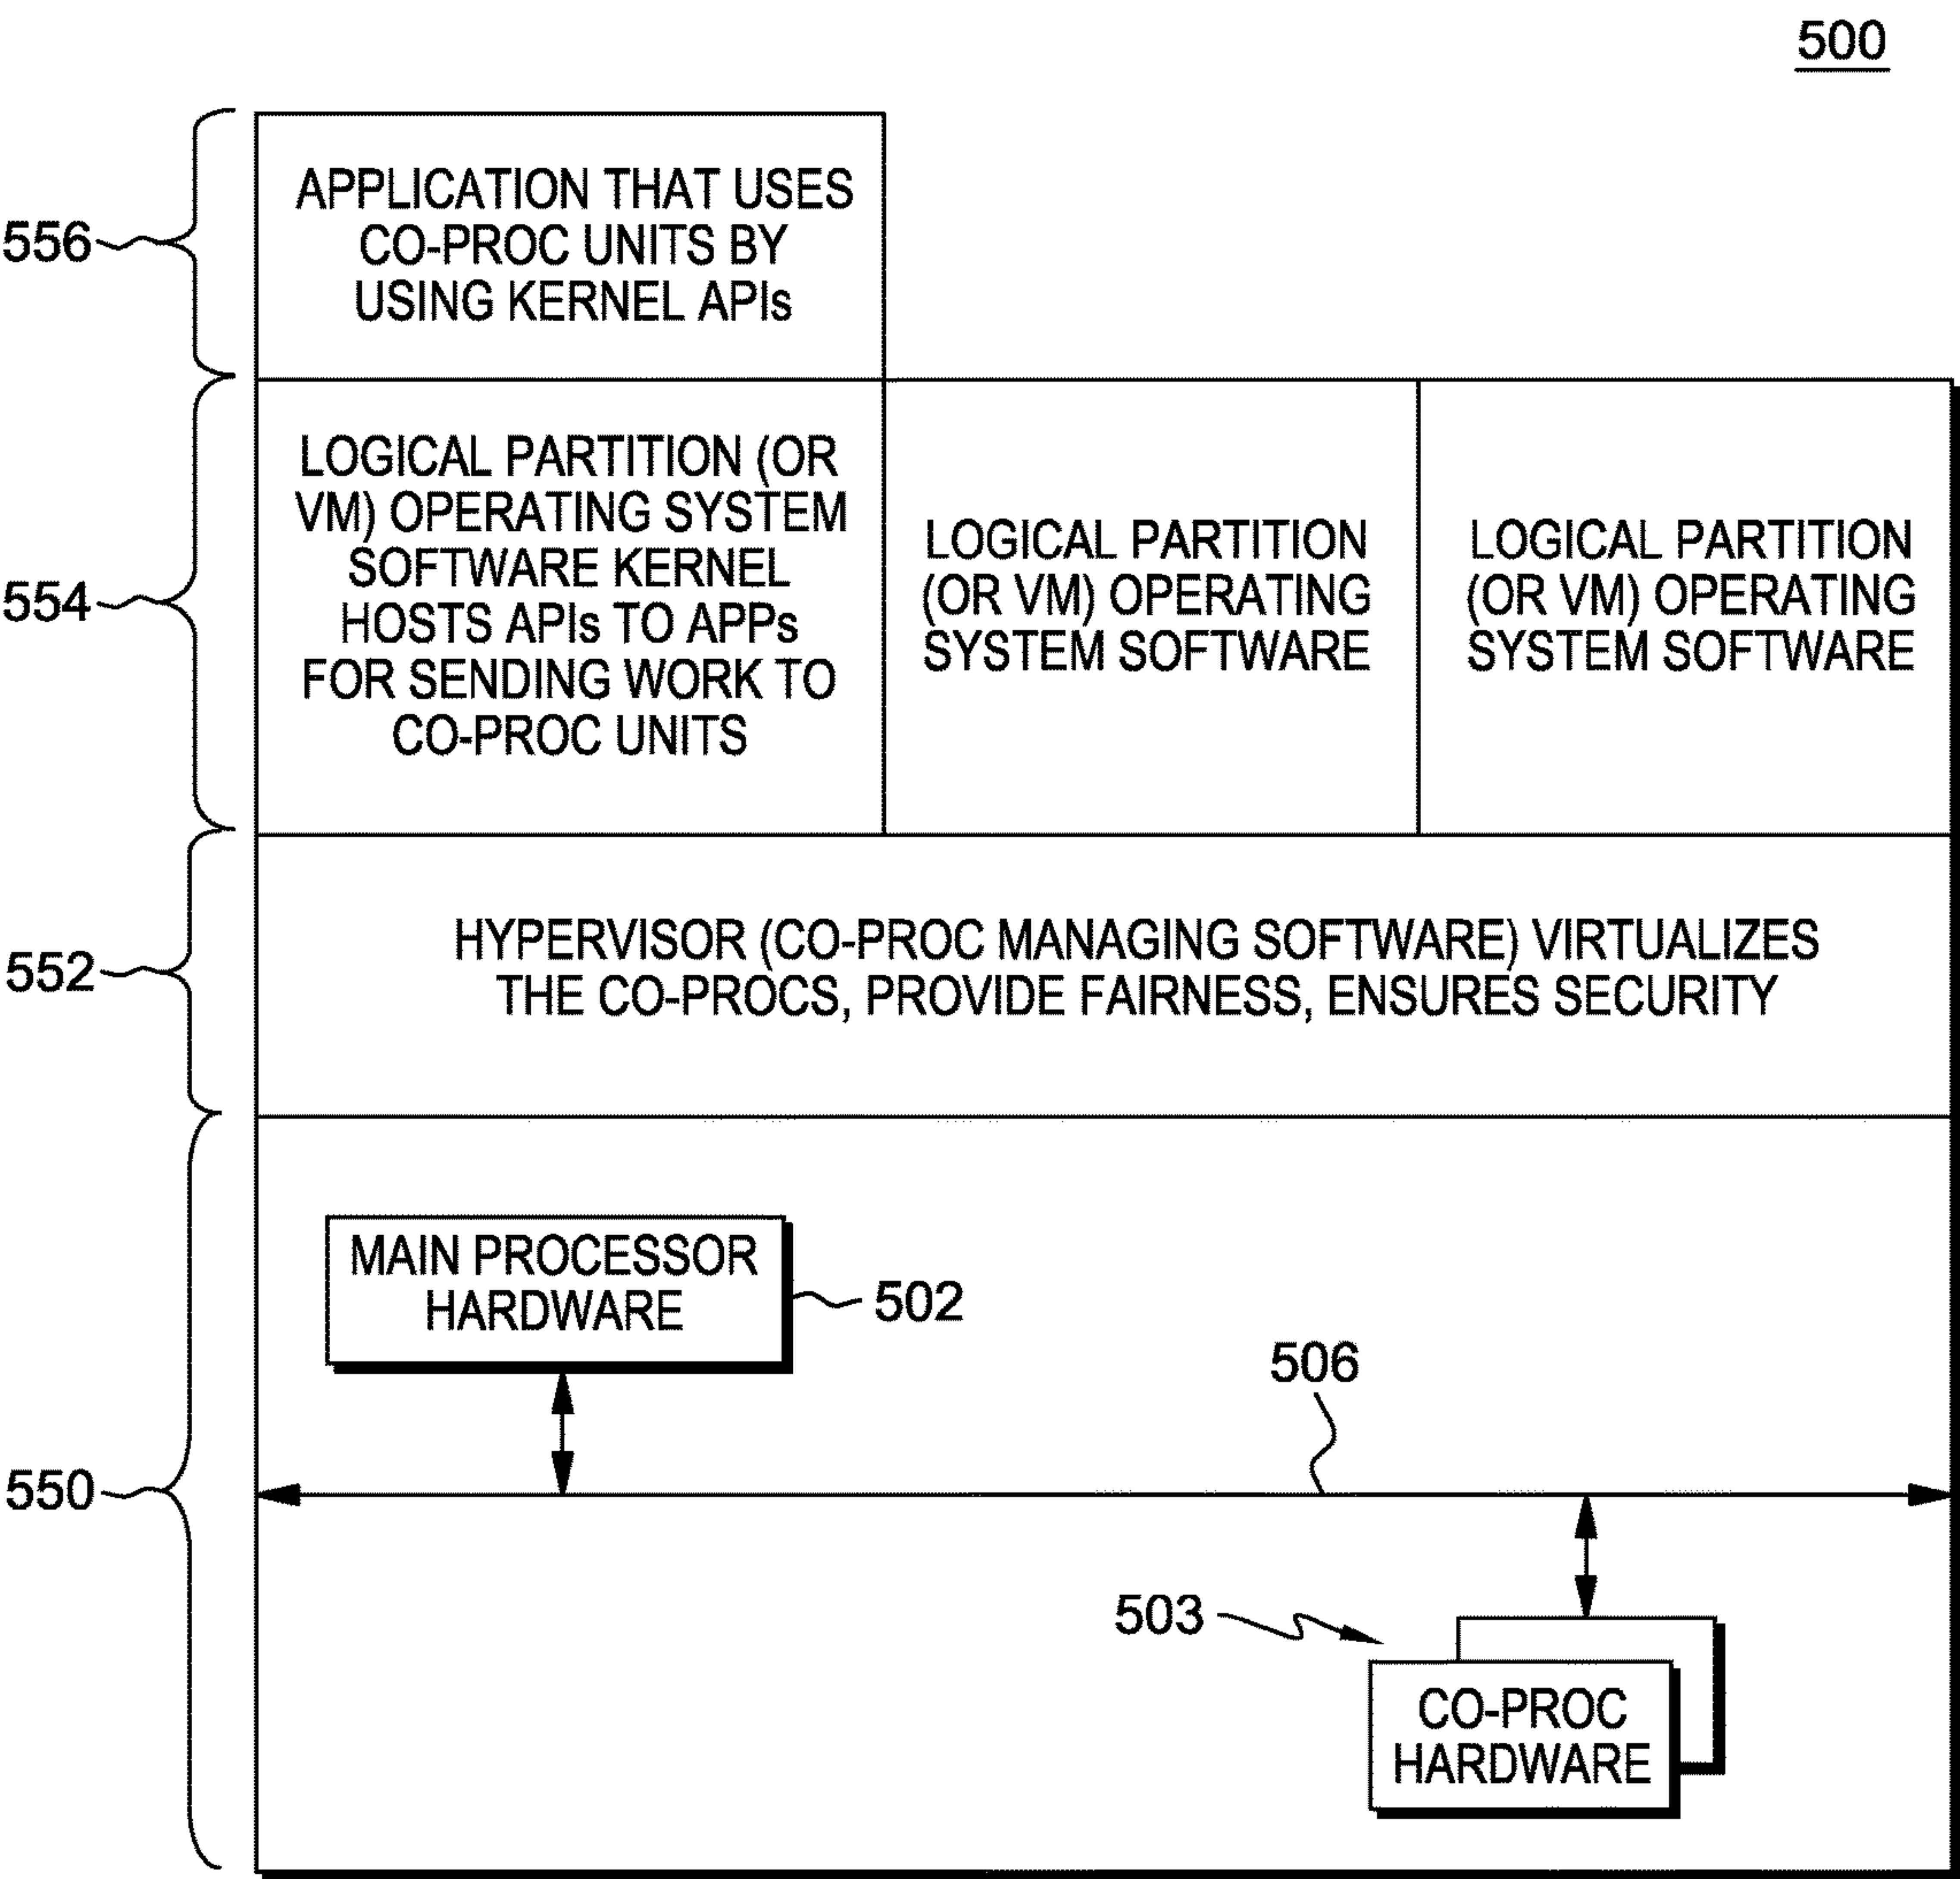 500
556
APPLICATION THAT USES
CO-PROC UNITS BY
USING KERNEL APIs
554
LOGICAL PARTITION (OR
VM) OPERATING SYSTEM
SOFTWARE KERNEL
HOSTS APIs TO APPs
FOR SENDING WORK TO
CO-PROC UNITS
LOGICAL PARTITION
(OR VM) OPERATING
SYSTEM SOFTWARE
LOGICAL PARTITION
(OR VM) OPERATING
SYSTEM SOFTWARE
552
HYPERVISOR (CO-PROC MANAGING SOFTWARE) VIRTUALIZES
THE CO-PROCS, PROVIDE FAIRNESS, ENSURES SECURITY
550
MAIN PROCESSOR
HARDWARE
502
506
503
CO-PROC
HARDWARE